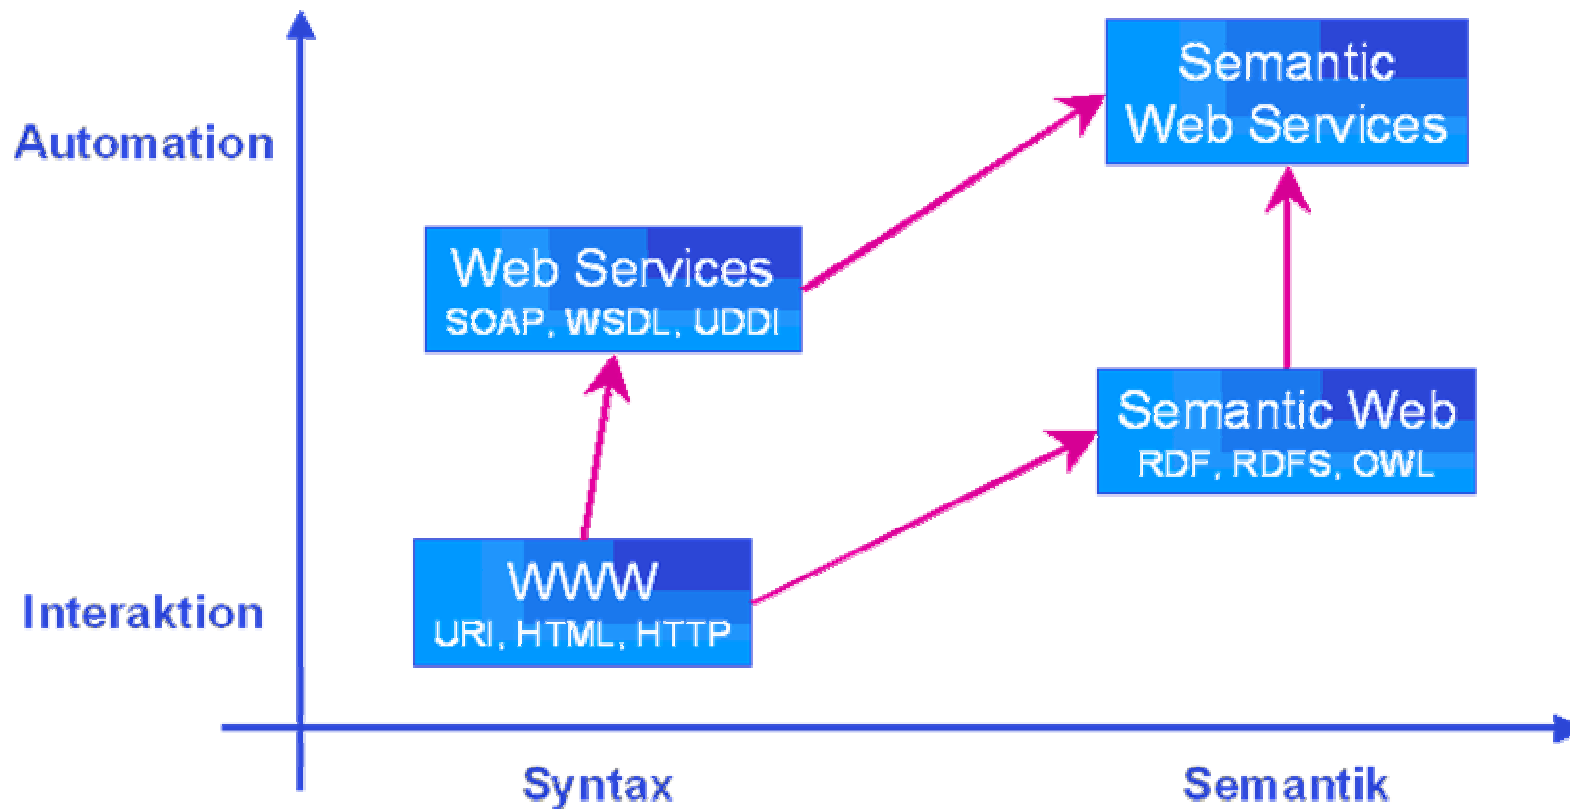 Semantic
Web Services
Automation
Web Services
SOAP, WSDL, UDDI
Semantic Web
RDF, RDFS, OWL
WWW
URI, HTML, HTTP
Interaktion
Syntax
Semantik